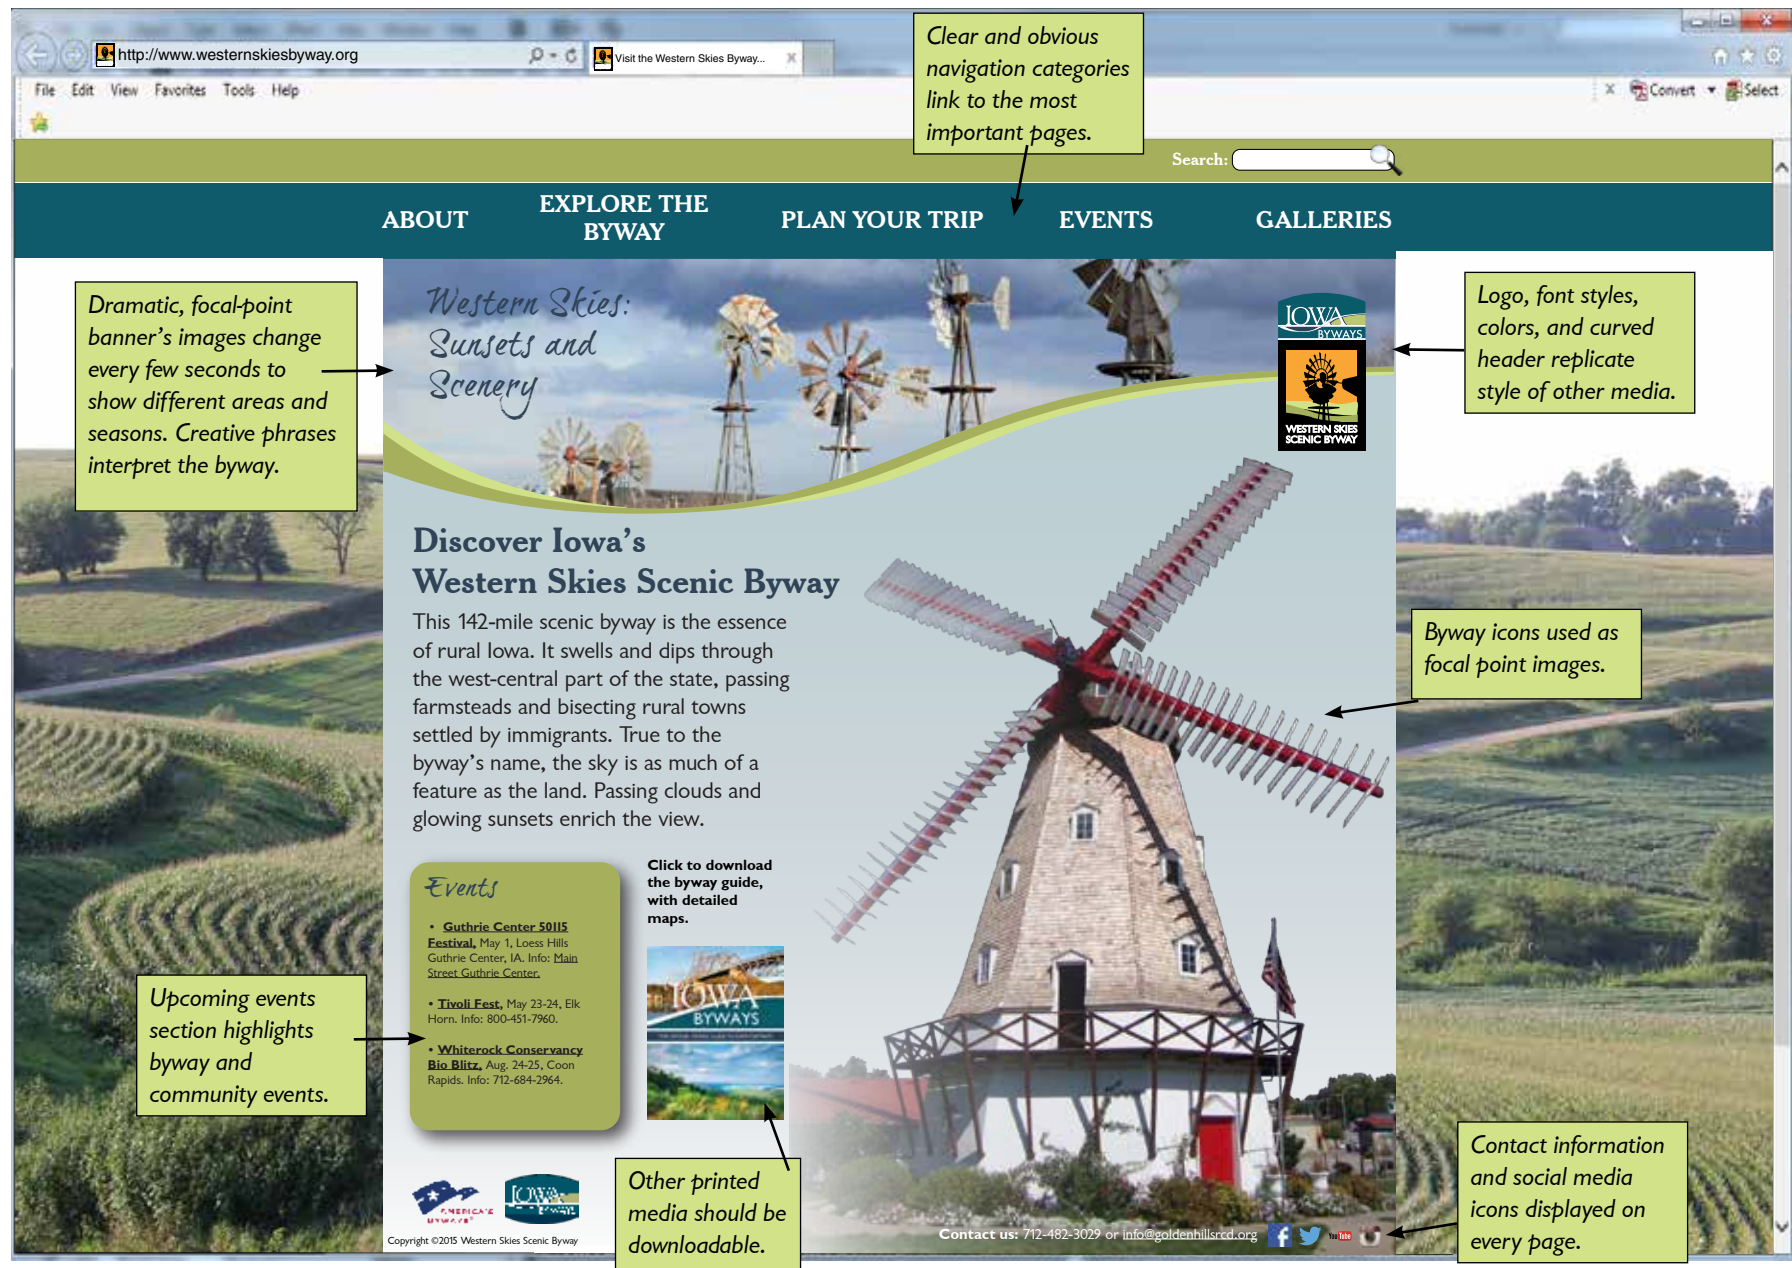 http://www.westernskiesbyway.org
Visit the Western Skies Byway...
File Edit View Favorites Tools Help
Convert
Select
Clear and obvious
navigation categories
link to the most
important pages.
Search:
ABOUT
EXPLORE THE
BYWAY
PLAN YOUR TRIP
EVENTS
GALLERIES
Dramatic, focal-point
banner's images change
every few seconds to
show different areas and
seasons. Creative phrases
interpret the byway.
Western Skies:
Sunsets and
Scenery
IOWA
BYWAYS
WESTERN SKIES
SCENIC BYWAY
Logo, font styles,
colors, and curved
header replicate
style of other media.
Discover Iowa's
Western Skies Scenic Byway
This 142-mile scenic byway is the essence
of rural Iowa. It swells and dips through
the west-central part of the state, passing
farmsteads and bisecting rural towns
settled by immigrants. True to the
byway's name, the sky is as much of a
feature as the land. Passing clouds and
glowing sunsets enrich the view.
Byway icons used as
focal point images.
Events
• Guthrie Center 50115
Festival, May 1, Loess Hills
Guthrie Center, IA. Info: Main
Street Guthrie Center.
• Tivoli Fest, May 23-24, Elk
Horn. Info: 800-451-7960.
• Whiterock Conservancy
Bio Blitz, Aug. 24-25, Coon
Rapids. Info: 712-684-2964.
Click to download
the byway guide,
with detailed
maps.
IOWA
BYWAYS
Upcoming events
section highlights
byway and
community events.
Other printed
media should be
downloadable.
AMERICA'S
BYWAYS®
IOWA
BYWAYS
Copyright ©2015 Western Skies Scenic Byway
Contact us: 712-482-3029 or info@goldenhillsrcd.org
YouTube
Contact information
and social media
icons displayed on
every page.